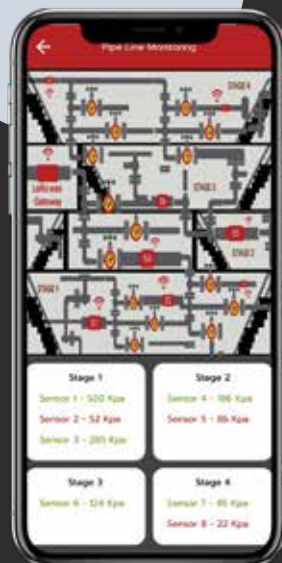 Pipe Line Monitoring
STAGE 4
LoRaWAN
Gateway
STAGE 3
STAGE 2
STAGE 1
Stage 1
Sensor 1 - 520 Kpa
Sensor 2 - 52 Kpa
Sensor 3 - 285 Kpa
Stage 2
Sensor 4 - 186 Kpa
Sensor 5 - 86 Kpa
Stage 3
Sensor 6 - 124 Kpa
Stage 4
Sensor 7 - 85 Kpa
Sensor 8 - 22 Kpa